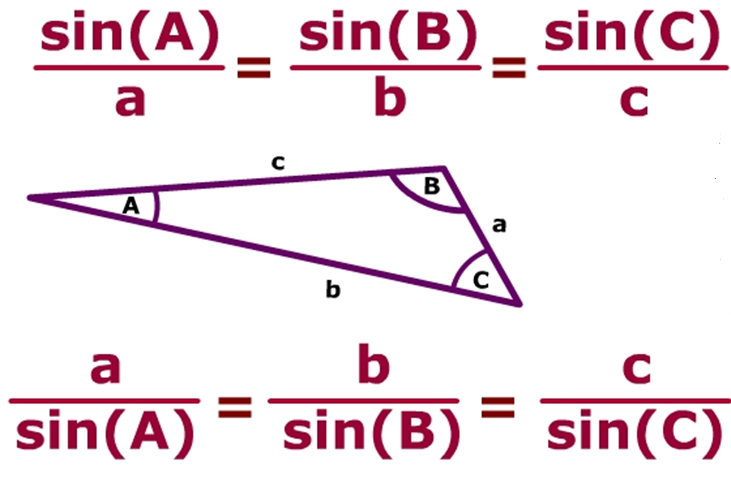 sin(A)/a = sin(B)/b = sin(C)/c
c
A
B
a
C
b
a/sin(A) = b/sin(B) = c/sin(C)